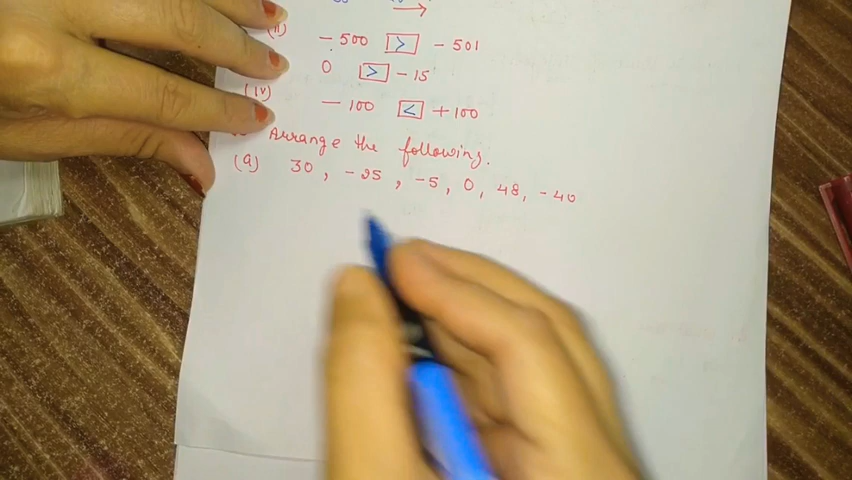 (ii) - 500 > - 501
0 > - 15
(iv) - 100 < + 100
Arrange the following.
(a) 30 , - 25 , - 5 , 0 , 48 , - 40